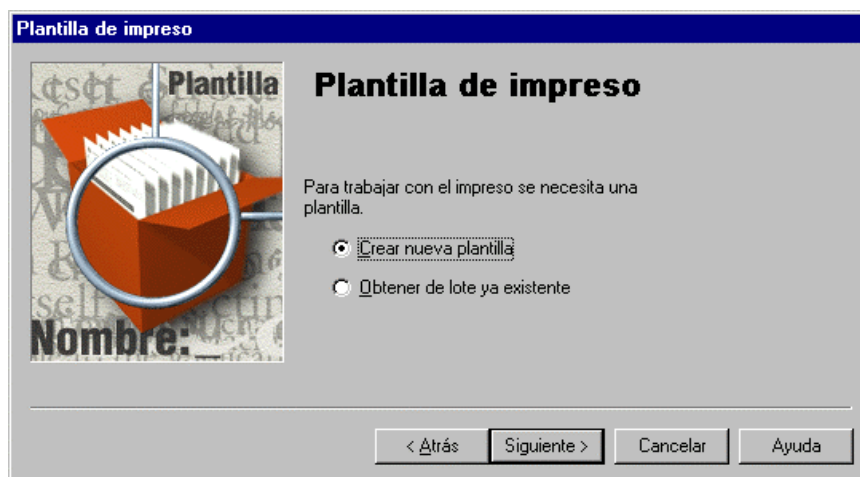 Plantilla de impreso
Plantilla
Nombre:_
Plantilla de impreso
Para trabajar con el impreso se necesita una
plantilla.
Crear nueva plantilla
Obtener de lote ya existente
< Atrás
Siguiente >
Cancelar
Ayuda